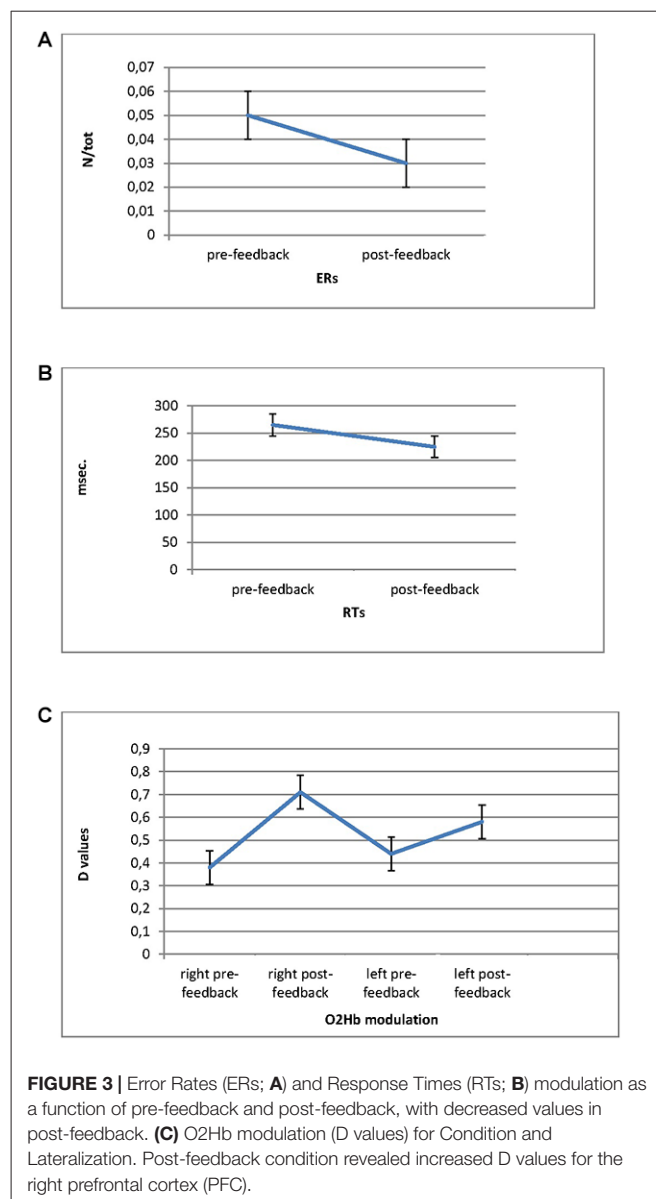 A
0,07
0,06
0,05
0,04
0,03
0,02
0,01
0
N/tot
pre-feedback post-feedback
ERs
B
300
250
200
150
100
50
0
msec.
pre-feedback post-feedback
RTs
C
0,9
0,8
0,7
0,6
0,5
0,4
0,3
0,2
0,1
0
D values
right pre- right post- left pre- left post-
feedback feedback feedback feedback
O2Hb modulation
FIGURE 3 | Error Rates (ERs; A) and Response Times (RTs; B) modulation as
a function of pre-feedback and post-feedback, with decreased values in
post-feedback. (C) O2Hb modulation (D values) for Condition and
Lateralization. Post-feedback condition revealed increased D values for the
right prefrontal cortex (PFC).